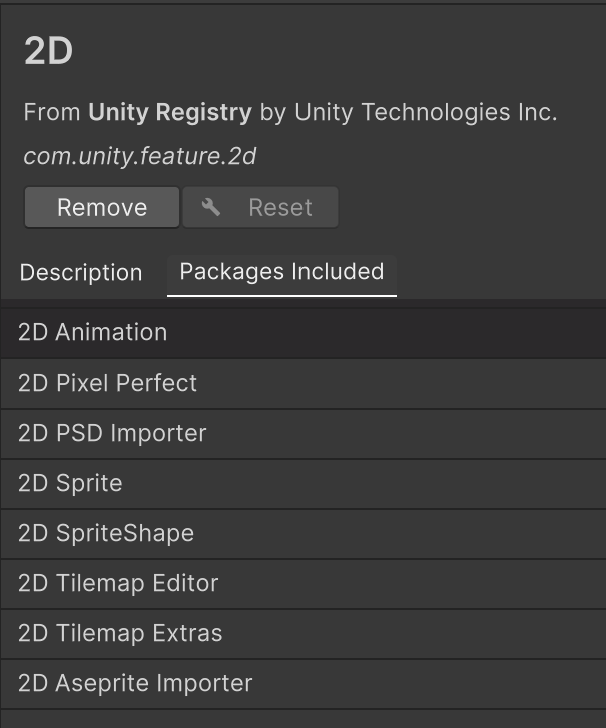 2D
From Unity Registry by Unity Technologies Inc.
com.unity.feature.2d
Remove Reset
Description Packages Included
2D Animation
2D Pixel Perfect
2D PSD Importer
2D Sprite
2D SpriteShape
2D Tilemap Editor
2D Tilemap Extras
2D Aseprite Importer